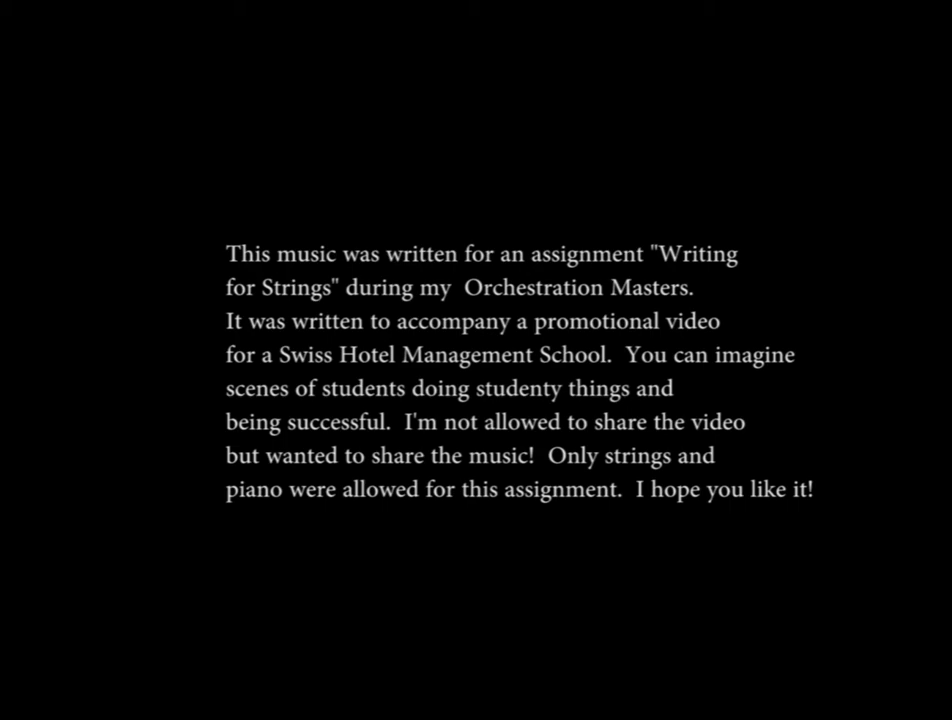 This music was written for an assignment "Writing
for Strings" during my  Orchestration Masters.
It was written to accompany a promotional video
for a Swiss Hotel Management School.  You can imagine
scenes of students doing studenty things and
being successful.  I'm not allowed to share the video
but wanted to share the music!  Only strings and
piano were allowed for this assignment.  I hope you like it!